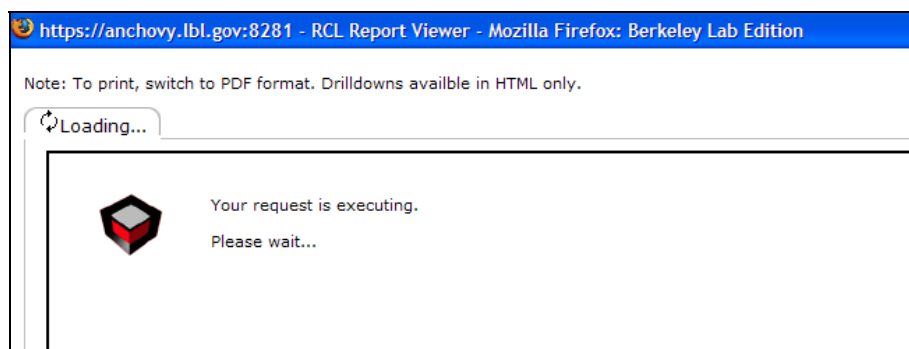 https://anchovy.lbl.gov:8281 - RCL Report Viewer - Mozilla Firefox: Berkeley Lab Edition
Note: To print, switch to PDF format. Drilldowns availble in HTML only.
Loading...
Your request is executing.
Please wait...